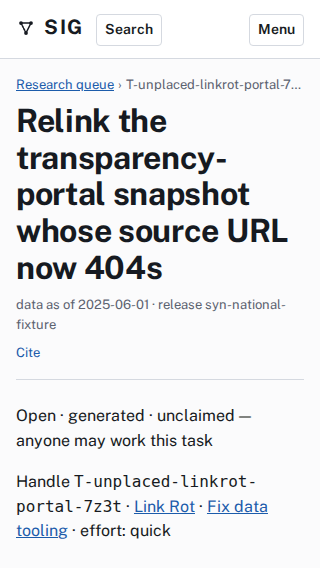 SIG
Search
Menu
Research queue › T-unplaced-linkrot-portal-7...
Relink the
transparency-
portal snapshot
whose source URL
now 404s
data as of 2025-06-01 · release syn-national-
fixture
Cite
Open · generated · unclaimed —
anyone may work this task
Handle T-unplaced-linkrot-
portal-7z3t · Link Rot · Fix data
tooling · effort: quick